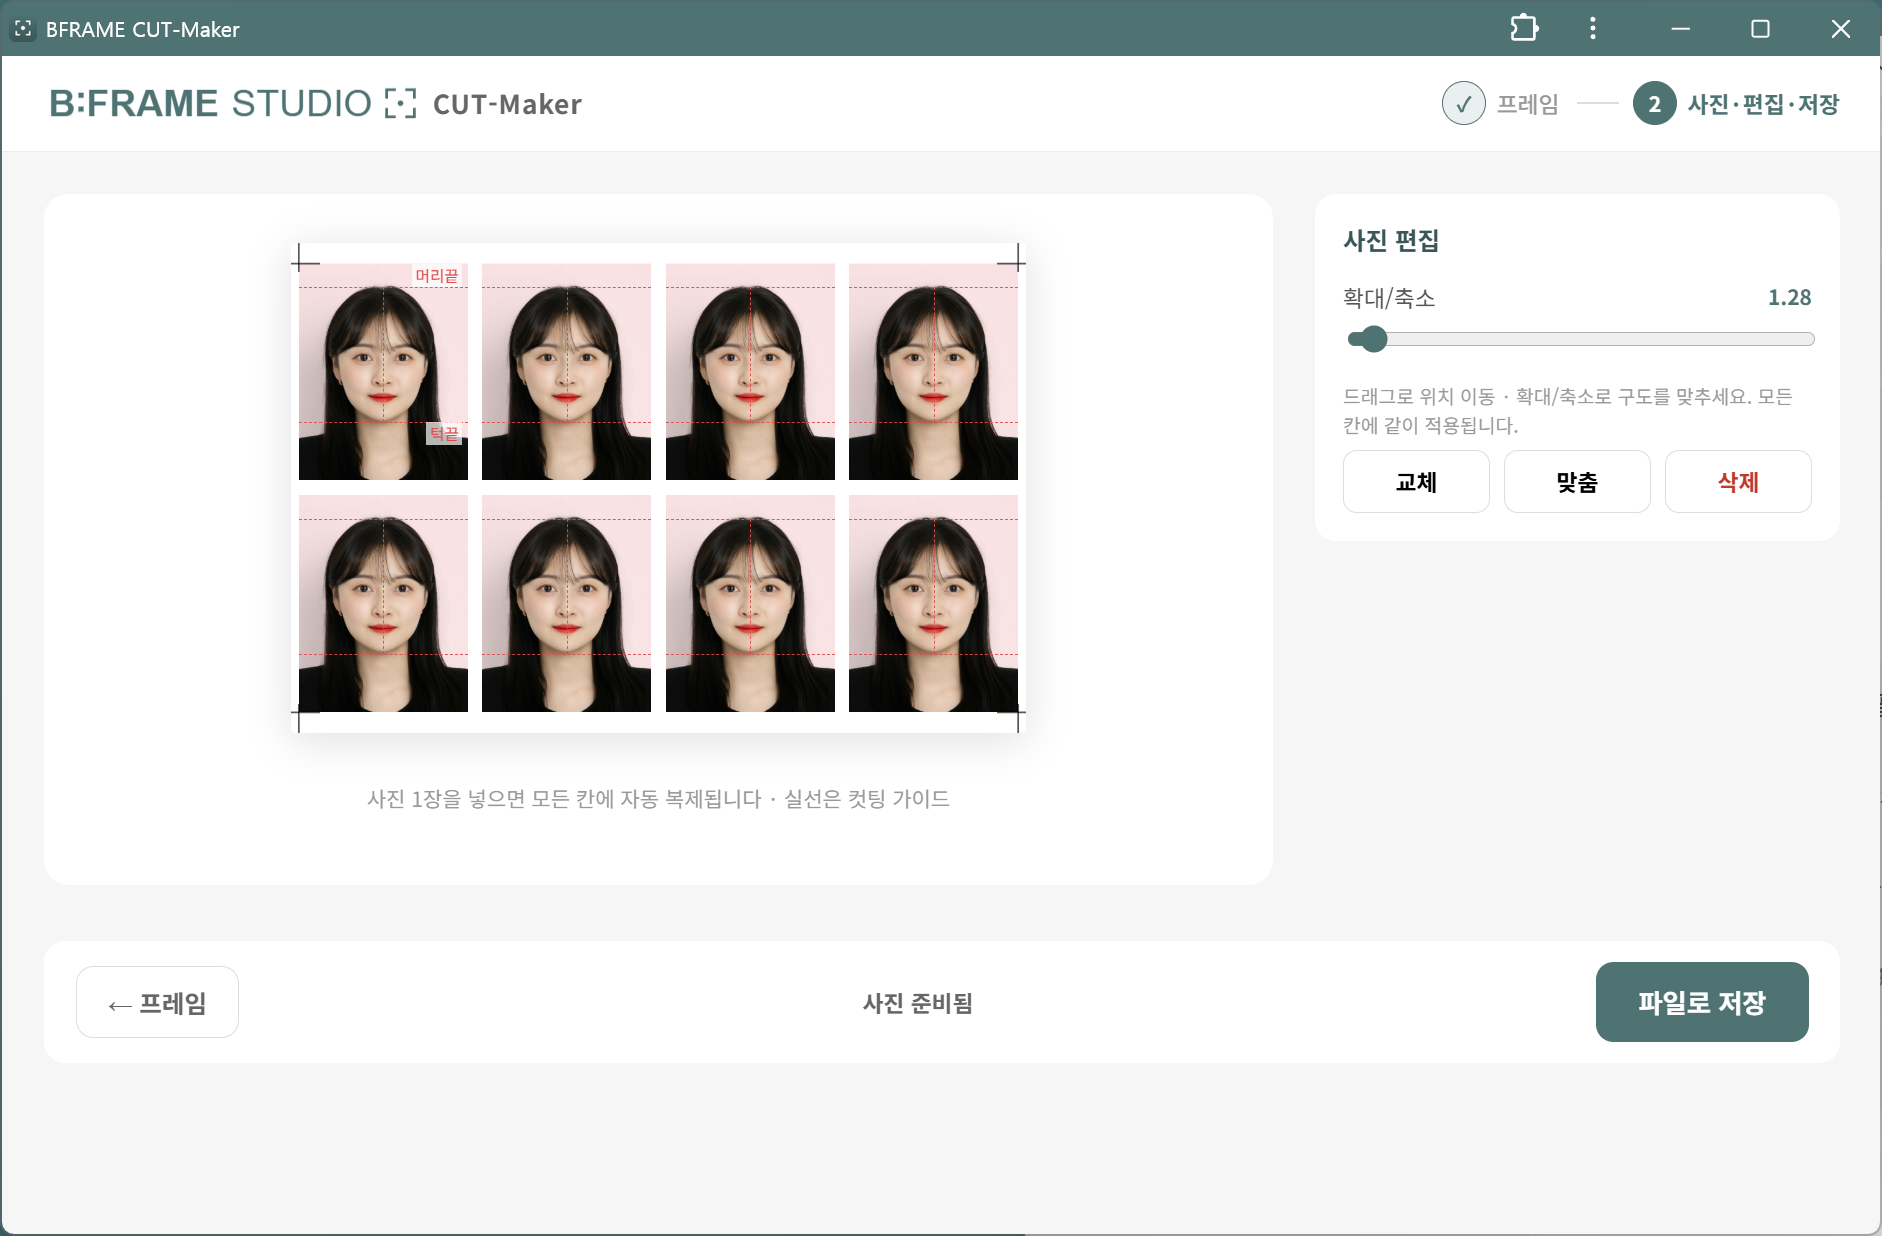 BFRAME CUT-Maker
B:FRAME STUDIO CUT-Maker
✓ 프레임 2 사진·편집·저장
머리끝
턱끝
사진 1장을 넣으면 모든 칸에 자동 복제됩니다 · 실선은 컷팅 가이드
사진 편집
확대/축소 1.28
드래그로 위치 이동 · 확대/축소로 구도를 맞추세요. 모든
칸에 같이 적용됩니다.
교체 맞춤 삭제
← 프레임 사진 준비됨 파일로 저장